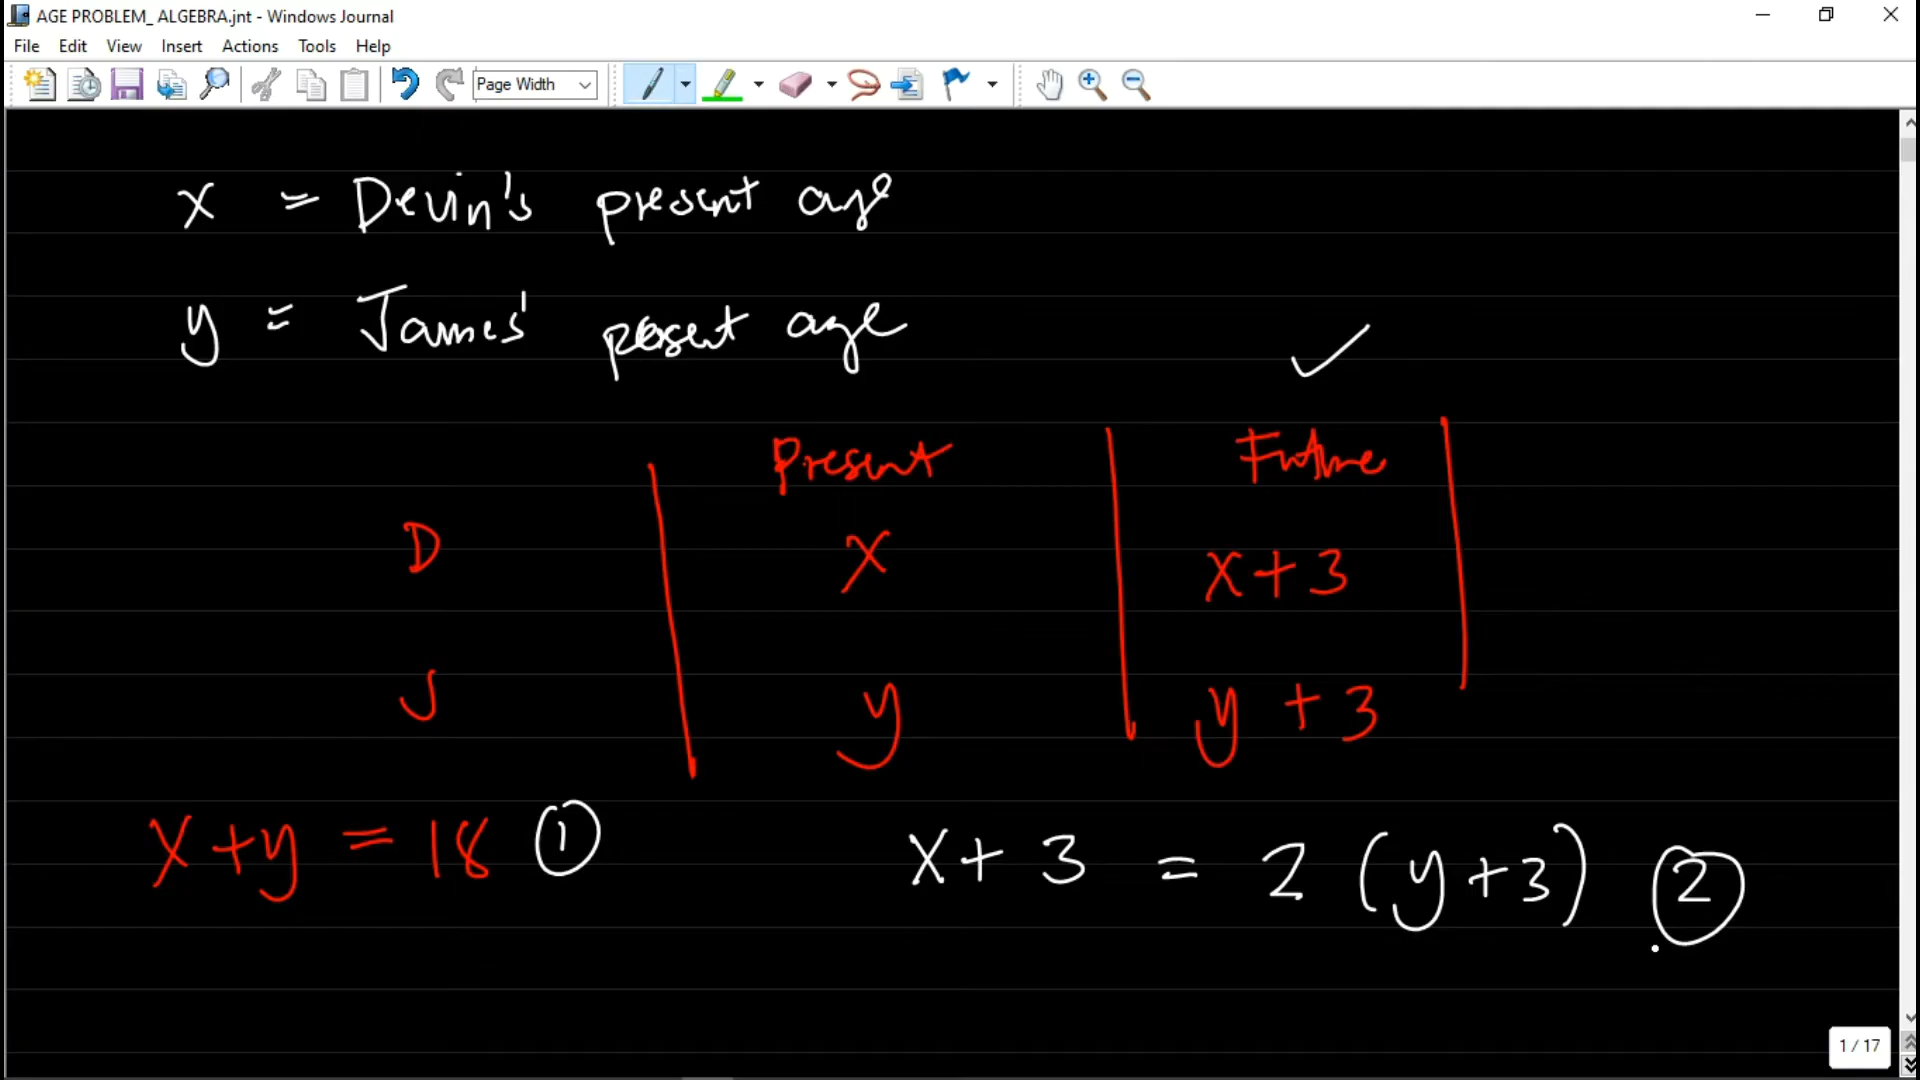 AGE PROBLEM_ ALGEBRA.jnt - Windows Journal
File Edit View Insert Actions Tools Help
Page Width
x = Devin's present age
y = James' present age
Present Future
D x x+3
J y y+3
x+y = 18 ①
x+3 = 2(y+3) ②
1 / 17